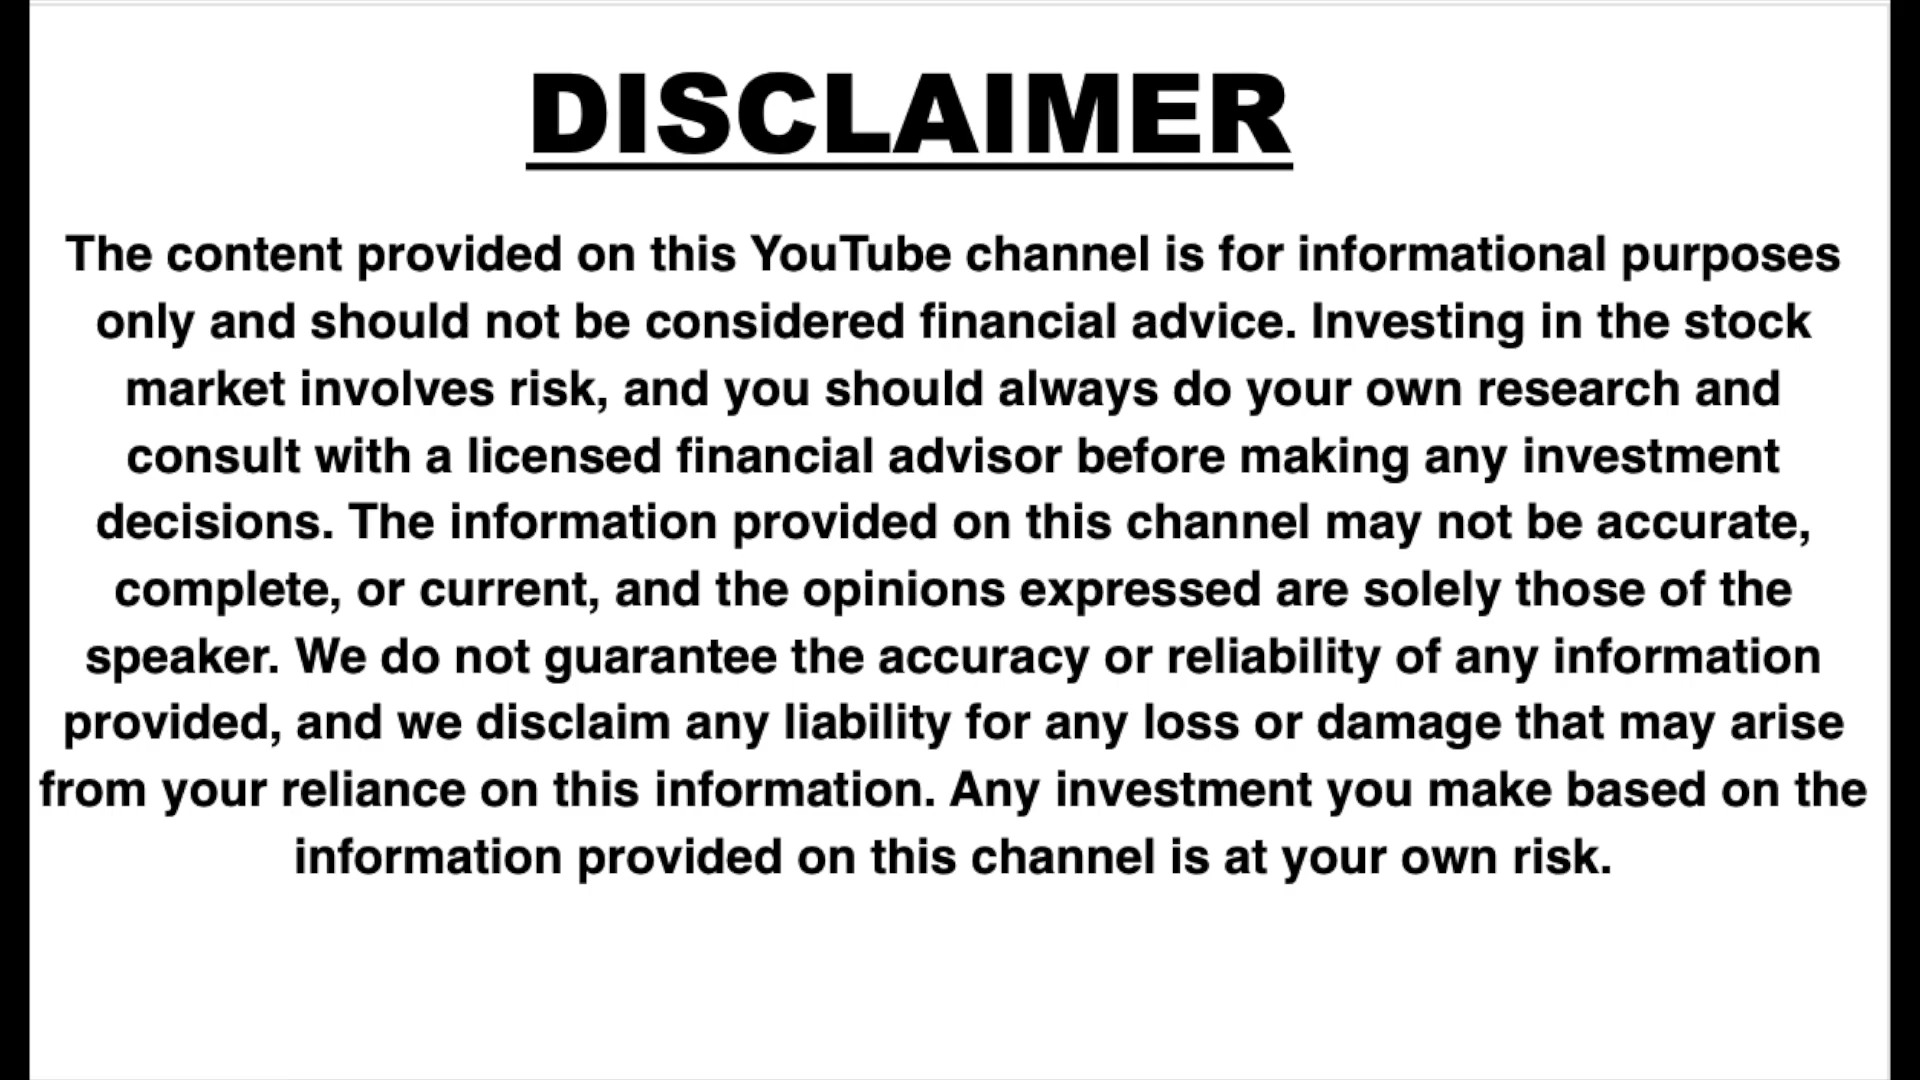 DISCLAIMER
The content provided on this YouTube channel is for informational purposes
only and should not be considered financial advice. Investing in the stock
market involves risk, and you should always do your own research and
consult with a licensed financial advisor before making any investment
decisions. The information provided on this channel may not be accurate,
complete, or current, and the opinions expressed are solely those of the
speaker. We do not guarantee the accuracy or reliability of any information
provided, and we disclaim any liability for any loss or damage that may arise
from your reliance on this information. Any investment you make based on the
information provided on this channel is at your own risk.